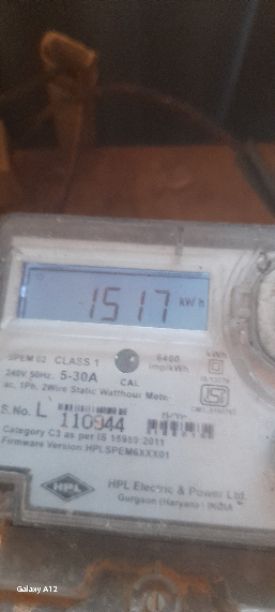 1517 kWh
SPEM 02 CLASS 1
6400 imp/kWh
kWh
240V, 50Hz, 5-30A
CAL
ac, 1Ph, 2Wire Static Watthour Meter
S.No. L 110944
Category C3 as per IS 15959:2011
Firmware Version:HPLSPEM6XXX01
HPL
HPL Electric & Power Ltd.
Gurgaon (Haryana) INDIA
Galaxy A12